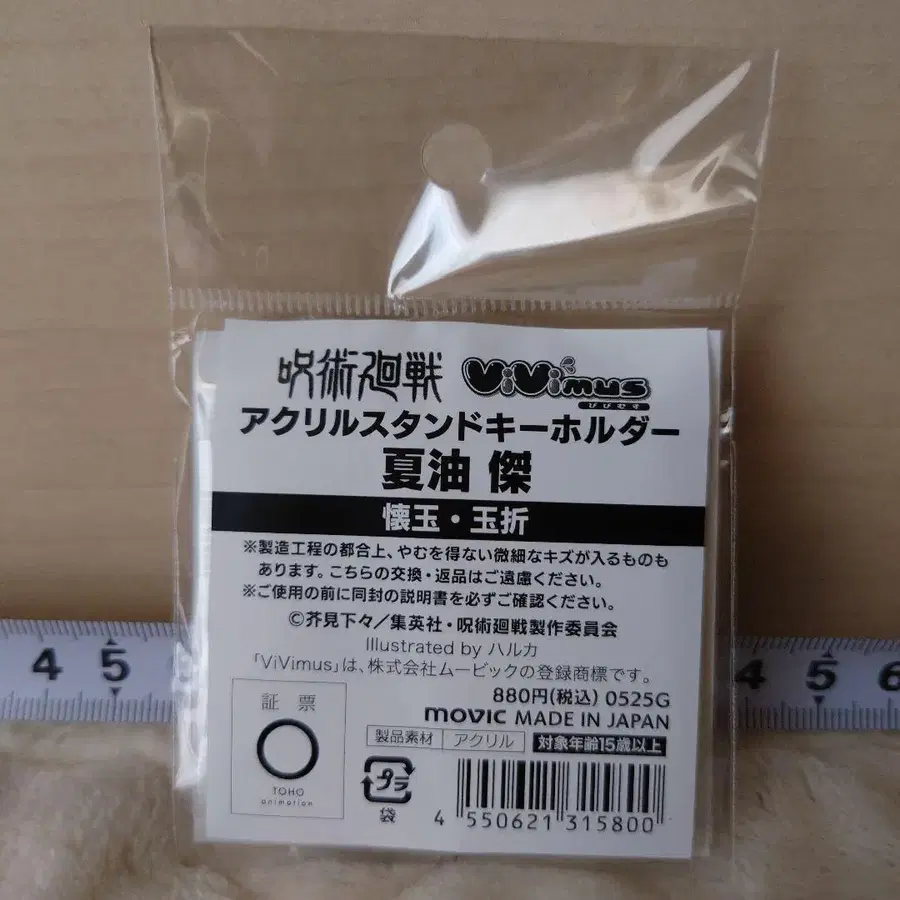 呪術廻戦 ViVimus
びびむす
アクリルスタンドキーホルダー
夏油 傑
懐玉・玉折
※製造工程の都合上、やむを得ない微細なキズが入るものも
あります。こちらの交換・返品はご遠慮ください。
※ご使用の前に同封の説明書を必ずご確認ください。
©芥見下々／集英社・呪術廻戦製作委員会
Illustrated by ハルカ
「ViVimus」は、株式会社ムービックの登録商標です。
880円(税込) 0525G
movic MADE IN JAPAN
製品素材 アクリル 対象年齢15歳以上
証票
TOHO
animation
プラ
袋
4 550621 315800
4 5
5 6